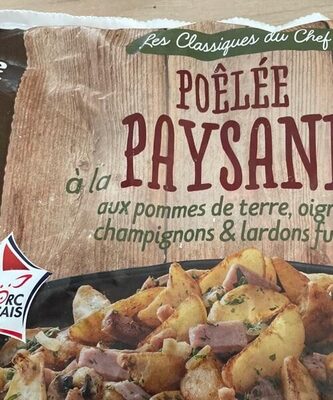 Les Classiques du Chef
POÊLÉE
à la PAYSAN
aux pommes de terre, oign
champignons & lardons fu
ORC
AIS